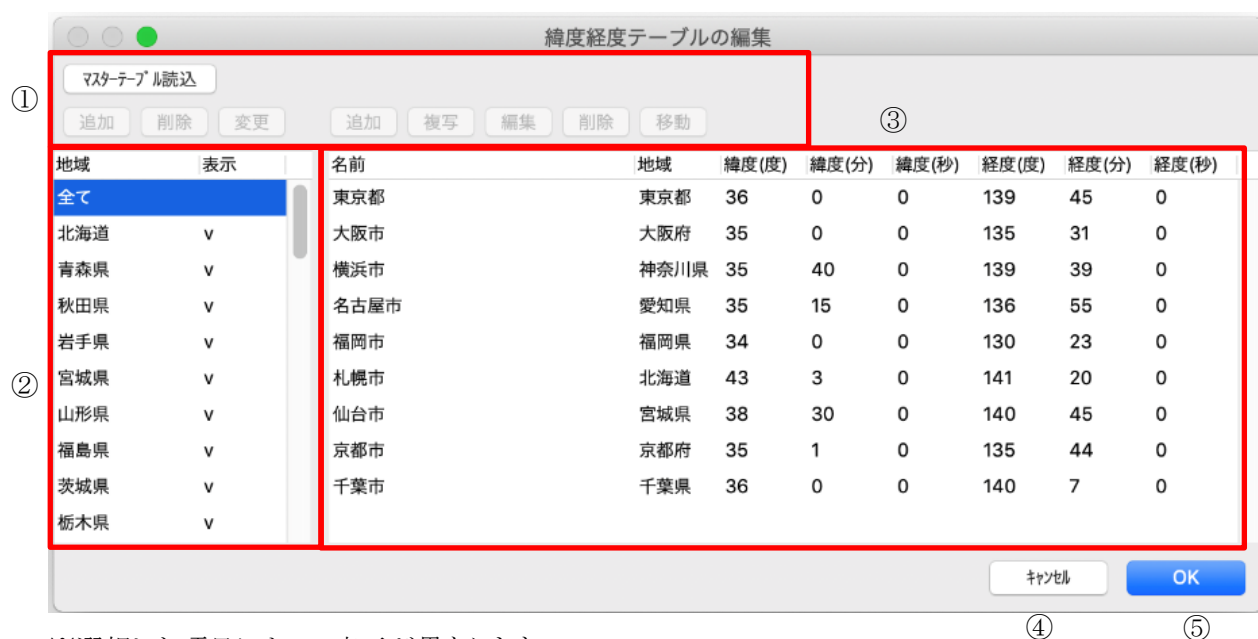 緯度経度テーブルの編集
ﾏｽﾀｰﾃｰﾌﾞﾙ読込
①
追加 削除 変更 追加 複写 編集 削除 移動
③
地域 表示 名前 地域 緯度(度) 緯度(分) 緯度(秒) 経度(度) 経度(分) 経度(秒)
全て 東京都 東京都 36 0 0 139 45 0
北海道 v 大阪市 大阪府 35 0 0 135 31 0
青森県 v 横浜市 神奈川県 35 40 0 139 39 0
秋田県 v 名古屋市 愛知県 35 15 0 136 55 0
岩手県 v 福岡市 福岡県 34 0 0 130 23 0
②
宮城県 v 札幌市 北海道 43 3 0 141 20 0
山形県 v 仙台市 宮城県 38 30 0 140 45 0
福島県 v 京都市 京都府 35 1 0 135 44 0
茨城県 v 千葉市 千葉県 36 0 0 140 7 0
栃木県 v
ｷｬﾝｾﾙ OK
④ ⑤